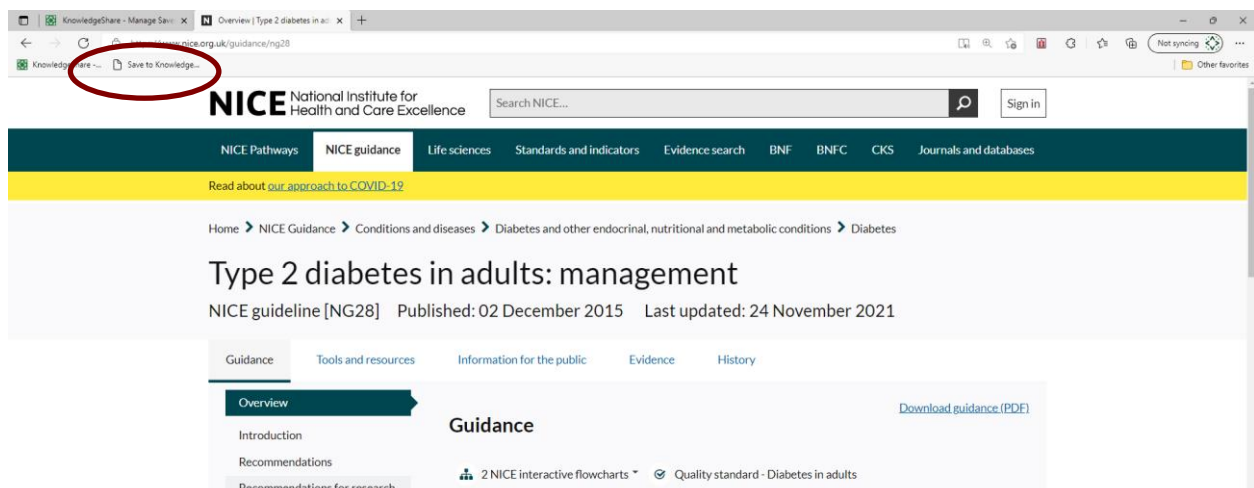 KnowledgeShare - Manage Save
Overview | Type 2 diabetes in ad
www.nice.org.uk/guidance/ng28
Not syncing
Save to Knowledge...
Other favorites
NICE National Institute for
Health and Care Excellence
Search NICE...
Sign in
NICE Pathways NICE guidance Life sciences Standards and indicators Evidence search BNF BNFC CKS Journals and databases
Read about our approach to COVID-19
Home NICE Guidance Conditions and diseases Diabetes and other endocrinal, nutritional and metabolic conditions Diabetes
Type 2 diabetes in adults: management
NICE guideline [NG28] Published: 02 December 2015 Last updated: 24 November 2021
Guidance Tools and resources Information for the public Evidence History
Overview
Download guidance (PDF)
Guidance
Introduction
Recommendations
2 NICE interactive flowcharts Quality standard - Diabetes in adults
Recommendations for research